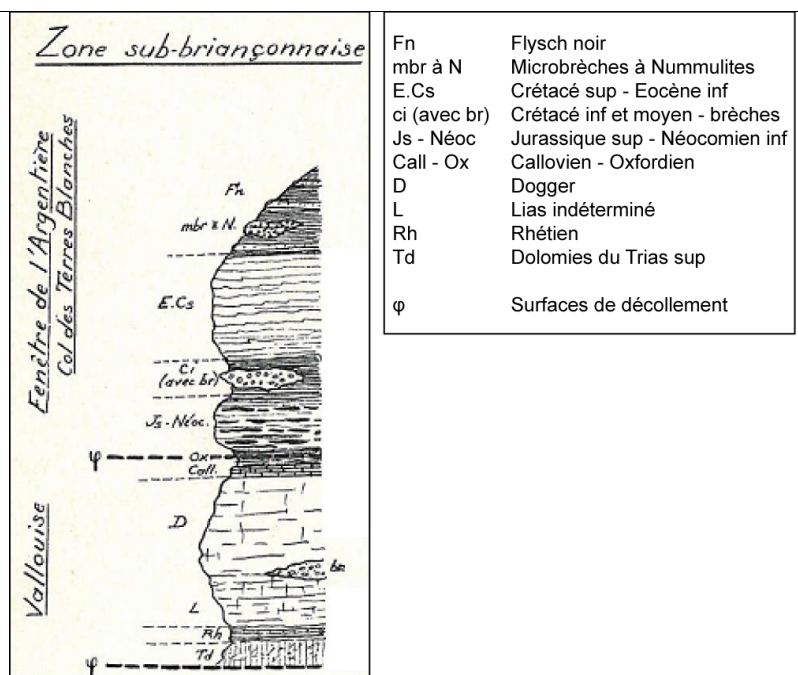 Zone sub-briançonnaise
Fenêtre de l'Argentière
Col des Terres Blanches
Vallouise
Fn
mbr à N.
E.Cs
Ci
(avec br)
Js-Néoc.
φ
Ox
Call.
D
br
L
Rh
Td
φ
Fn Flysch noir
mbr à N Microbrèches à Nummulites
E.Cs Crétacé sup - Eocène inf
ci (avec br) Crétacé inf et moyen - brèches
Js - Néoc Jurassique sup - Néocomien inf
Call - Ox Callovien - Oxfordien
D Dogger
L Lias indéterminé
Rh Rhétien
Td Dolomies du Trias sup
φ Surfaces de décollement